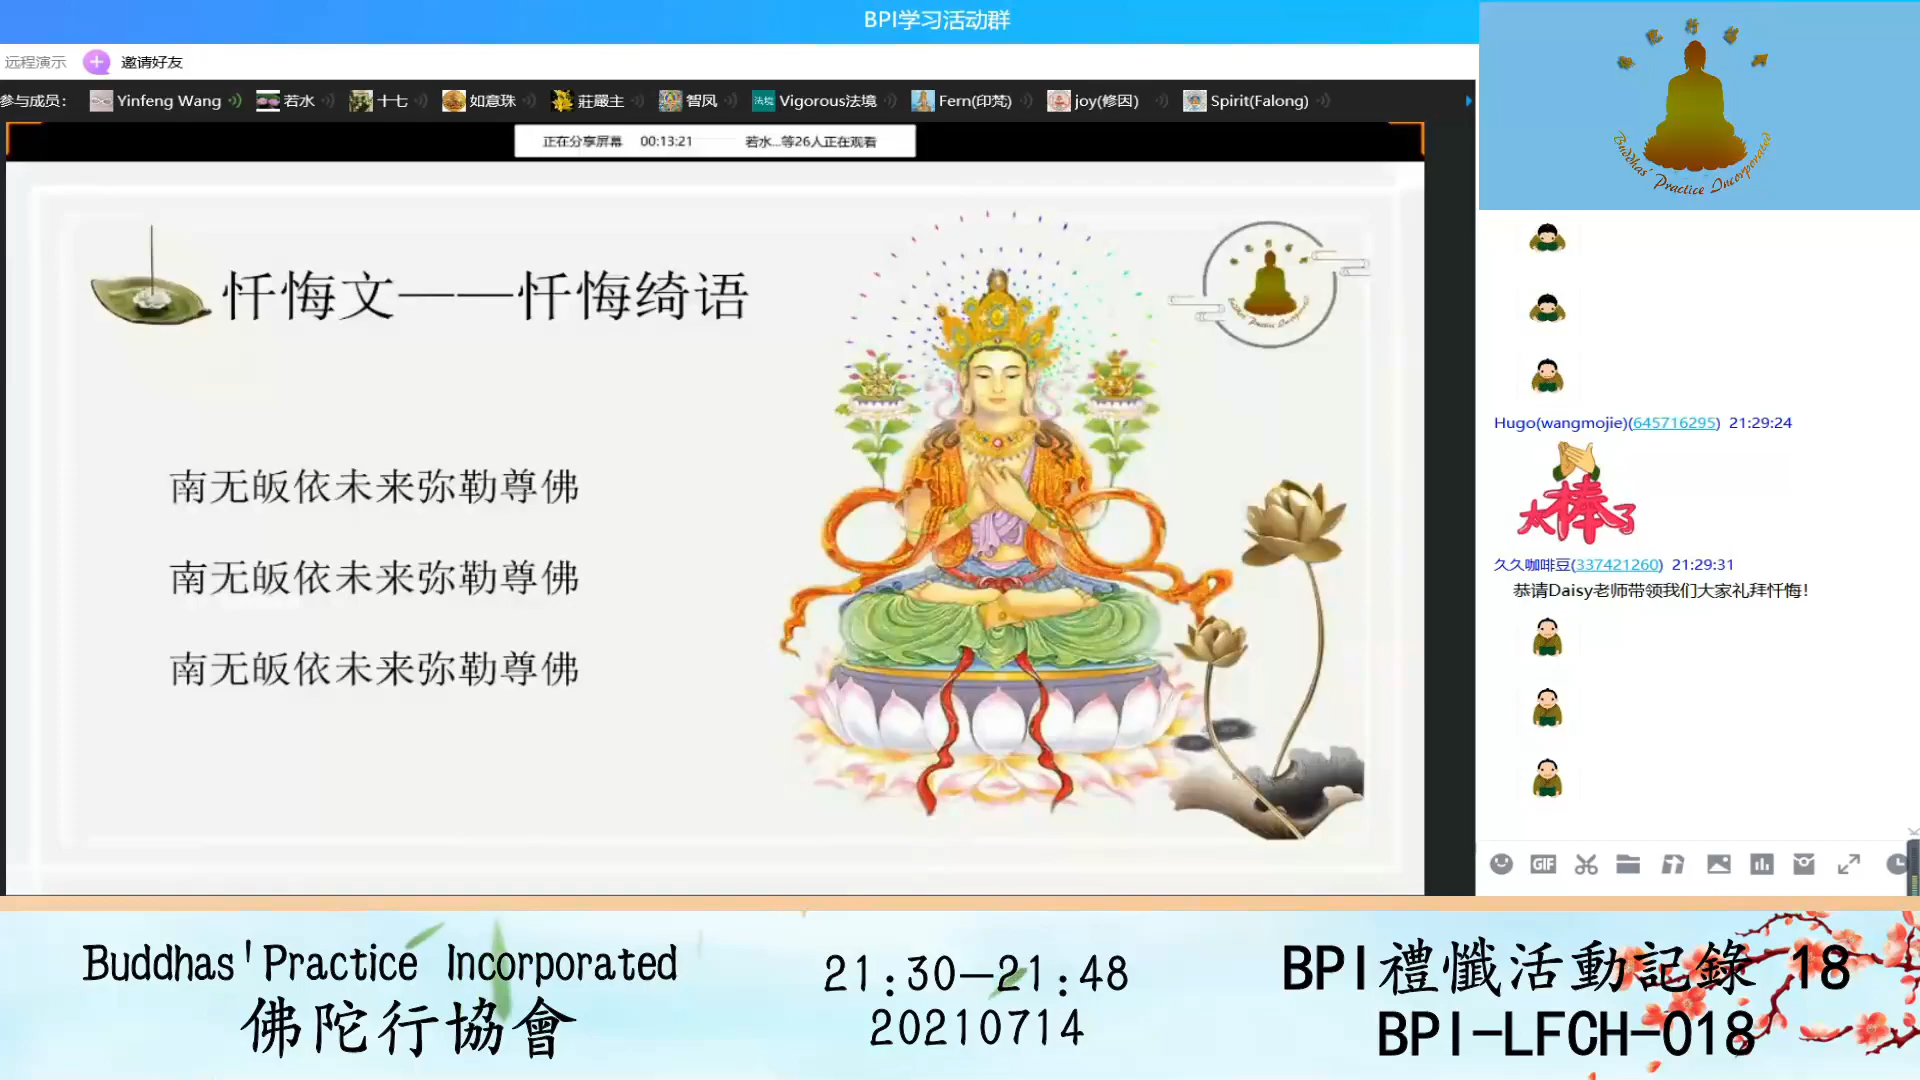 BPI学习活动群
远程演示 邀请好友
参与成员： Yinfeng Wang 若水 十七 如意珠 莊嚴主 智凤 Vigorous法境 Fern(印梵) joy(修因) Spirit(Falong)
正在分享屏幕 00:13:21 若水...等26人正在观看
忏悔文——忏悔绮语
南无皈依未来弥勒尊佛
南无皈依未来弥勒尊佛
南无皈依未来弥勒尊佛
Buddhas' Practice Incorporated
Hugo(wangmojie)(645716295) 21:29:24
太棒了
久久咖啡豆(337421260) 21:29:31
恭请Daisy老师带领我们大家礼拜忏悔！
GIF
Buddhas'Practice Incorporated
佛陀行協會
21:30—21:48
20210714
BPI禮懺活動記錄 18
BPI-LFCH-018